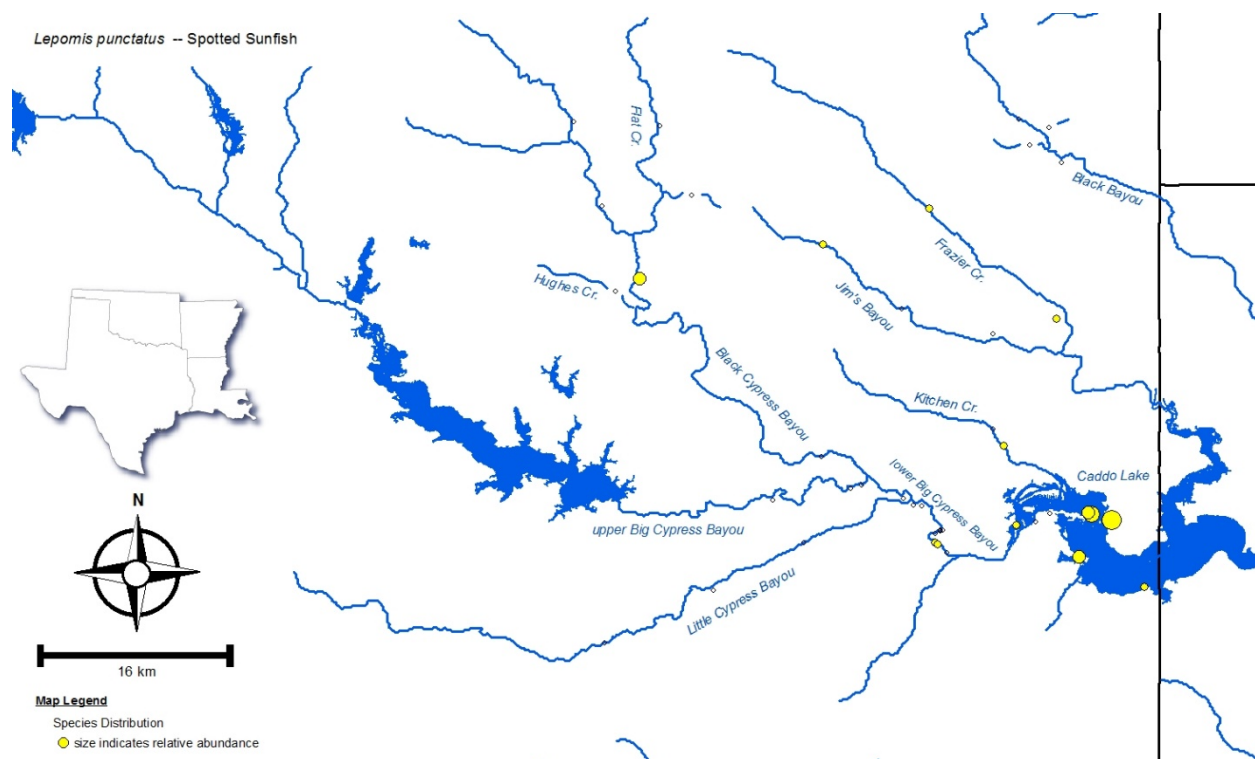 Lepomis punctatus -- Spotted Sunfish
Flat Cr.
Black Bayou
Frazier Cr.
Hughes Cr.
Jim's Bayou
Black Cypress Bayou
Kitchen Cr.
lower Big Cypress Bayou
Caddo Lake
upper Big Cypress Bayou
Little Cypress Bayou
N
16 km
Map Legend
Species Distribution
size indicates relative abundance